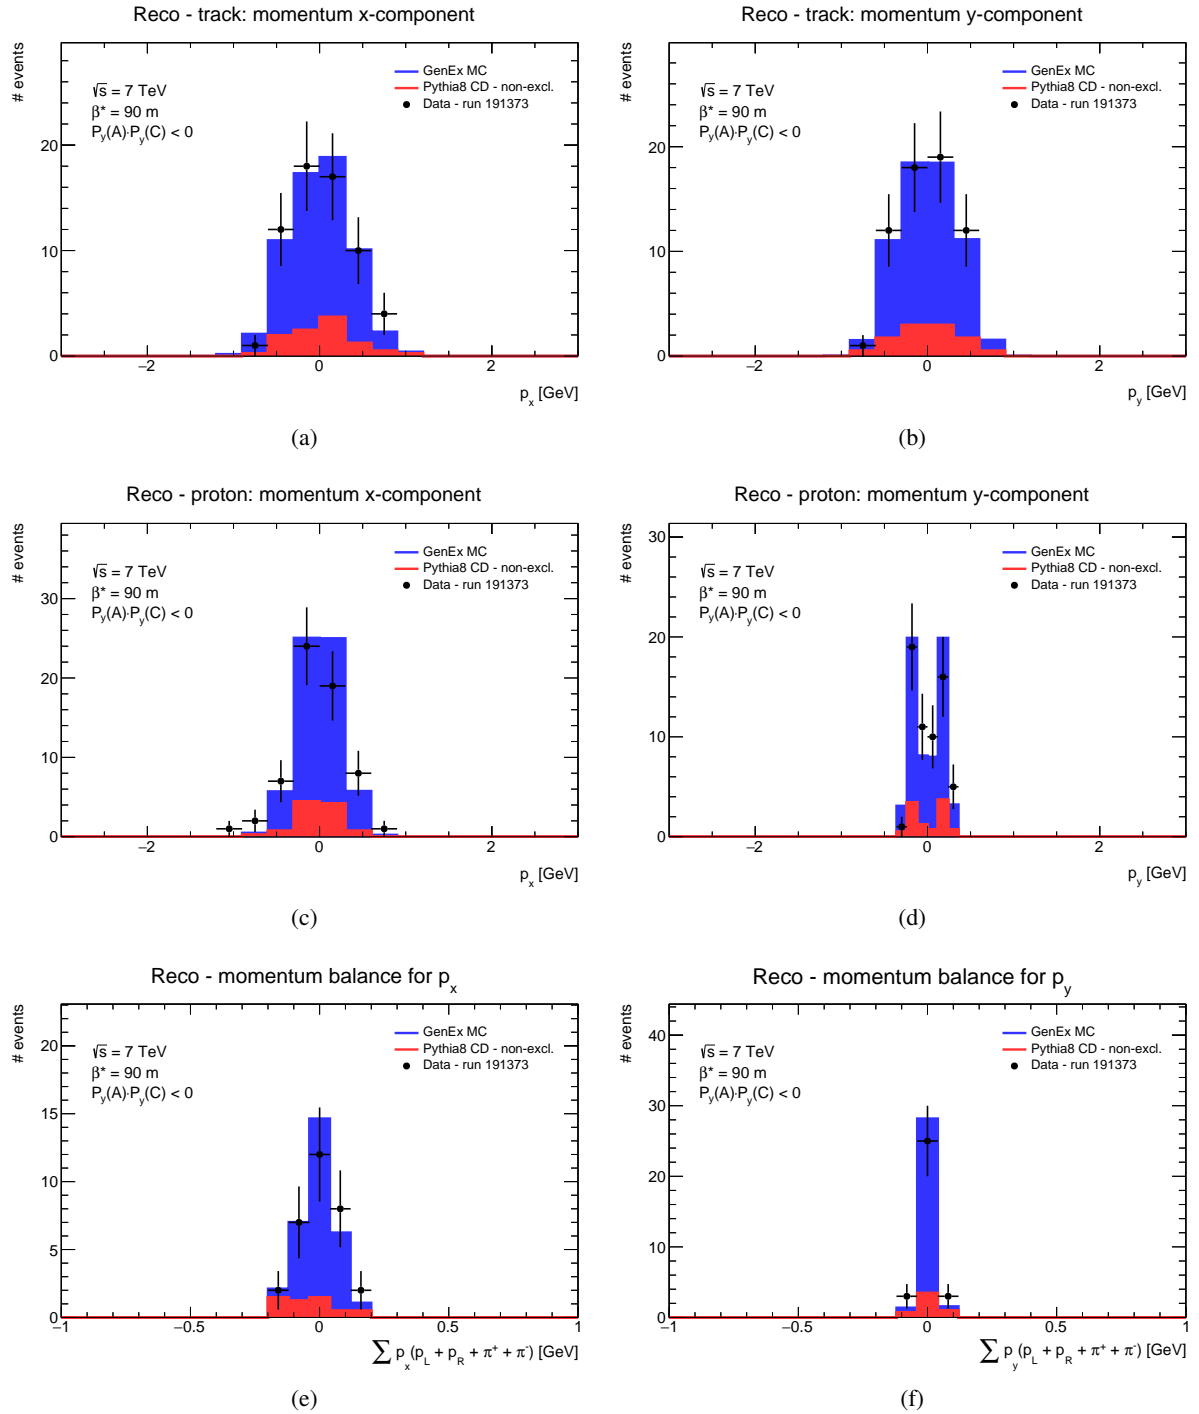 Reco - track: momentum x-component
# events
√s = 7 TeV
β* = 90 m
P_y(A)·P_y(C) < 0
GenEx MC
Pythia8 CD - non-excl.
Data - run 191373
20
10
0
−2 0 2
p_x [GeV]
(a)
Reco - track: momentum y-component
# events
√s = 7 TeV
β* = 90 m
P_y(A)·P_y(C) < 0
GenEx MC
Pythia8 CD - non-excl.
Data - run 191373
20
10
0
−2 0 2
p_y [GeV]
(b)
Reco - proton: momentum x-component
# events
√s = 7 TeV
β* = 90 m
P_y(A)·P_y(C) < 0
GenEx MC
Pythia8 CD - non-excl.
Data - run 191373
30
20
10
0
−2 0 2
p_x [GeV]
(c)
Reco - proton: momentum y-component
# events
√s = 7 TeV
β* = 90 m
P_y(A)·P_y(C) < 0
GenEx MC
Pythia8 CD - non-excl.
Data - run 191373
30
20
10
0
−2 0 2
p_y [GeV]
(d)
Reco - momentum balance for p_x
# events
√s = 7 TeV
β* = 90 m
P_y(A)·P_y(C) < 0
GenEx MC
Pythia8 CD - non-excl.
Data - run 191373
20
15
10
5
0
−1 −0.5 0 0.5 1
∑ p_x (p_L + p_R + π⁺ + π⁻) [GeV]
(e)
Reco - momentum balance for p_y
# events
√s = 7 TeV
β* = 90 m
P_y(A)·P_y(C) < 0
GenEx MC
Pythia8 CD - non-excl.
Data - run 191373
40
30
20
10
0
−1 −0.5 0 0.5 1
∑ p_y (p_L + p_R + π⁺ + π⁻) [GeV]
(f)